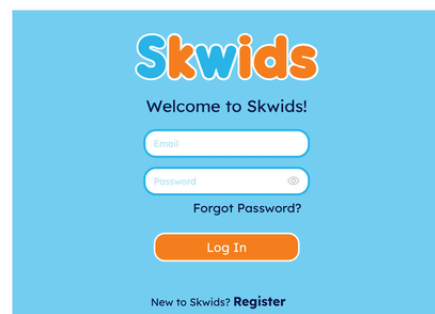 Skwids
Welcome to Skwids!
Email
Password
Forgot Password?
Log In
New to Skwids? Register